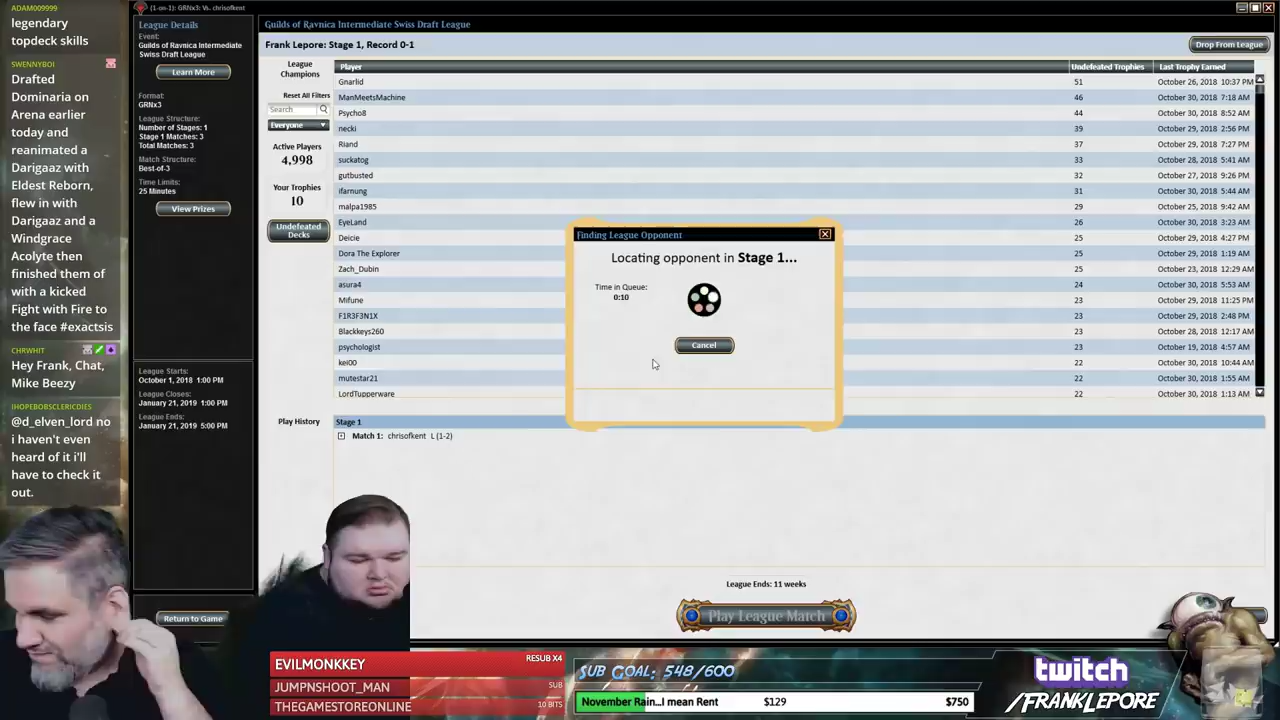 ADAM009999
legendary
topdeck skills
SWENNYBOI
Drafted
Dominaria on
Arena earlier
today and
reanimated a
Darigaaz with
Eldest Reborn,
flew in with
Darigaaz and a
Windgrace
Acolyte then
finished them
with a kicked
Fight with Fire to
the face #exactsis
CHRWHIT
Hey Frank, Chat,
Mike Beezy
IHOPEBOBSCLERICDIES
@d_elven_lord no
i haven't even
heard of it i'll
have to check it
out.
(1-on-1): GRNx3: Vs. chrisofkent
League Details
Event:
Guilds of Ravnica Intermediate
Swiss Draft League
Learn More
Format:
GRNx3
League Structure:
Number of Stages: 1
Stage 1 Matches: 3
Total Matches: 3
Match Structure:
Best-of-3
Time Limits:
25 Minutes
View Prizes
League Starts:
October 1, 2018 1:00 PM
League Closes:
January 21, 2019 1:00 PM
League Ends:
January 21, 2019 5:00 PM
Return to Game
Guilds of Ravnica Intermediate Swiss Draft League
Frank Lepore: Stage 1, Record 0-1
Drop From League
League
Champions
Reset All Filters
Search
Everyone
Active Players
4,998
Your Trophies
10
Undefeated
Decks
Player Undefeated Trophies Last Trophy Earned
Gnarlid 51 October 26, 2018 10:37 PM
ManMeetsMachine 46 October 30, 2018 7:18 AM
Psycho8 44 October 30, 2018 8:52 AM
necki 39 October 29, 2018 2:56 PM
Riand 37 October 29, 2018 7:27 PM
suckatog 33 October 28, 2018 5:41 AM
gutbusted 32 October 27, 2018 9:26 PM
ifarnung 31 October 30, 2018 5:44 AM
malpa1985 29 October 25, 2018 9:42 AM
EyeLand 26 October 30, 2018 3:23 AM
Deicie 25 October 29, 2018 4:27 PM
Dora The Explorer 25 October 29, 2018 1:19 AM
Zach_Dubin 25 October 23, 2018 12:29 AM
asura4 24 October 30, 2018 5:53 AM
Mifune 23 October 29, 2018 11:25 PM
F1R3F3N1X 23 October 29, 2018 2:48 PM
Blackkeys260 23 October 28, 2018 12:17 AM
psychologist 23 October 19, 2018 4:57 AM
kei00 22 October 30, 2018 10:44 AM
mutestar21 22 October 30, 2018 1:55 AM
LordTupperware 22 October 30, 2018 1:13 AM
Finding League Opponent
Locating opponent in Stage 1...
Time in Queue:
0:10
Cancel
Play History
Stage 1
Match 1: chrisofkent L (1-2)
League Ends: 11 weeks
Play League Match
EVILMONKKEY RESUB X4
JUMPNSHOOT_MAN SUB
THEGAMESTOREONLINE 10 BITS
SUB GOAL: 548/600
November Rain...I mean Rent $129 $750
twitch
/FRANKLEPORE